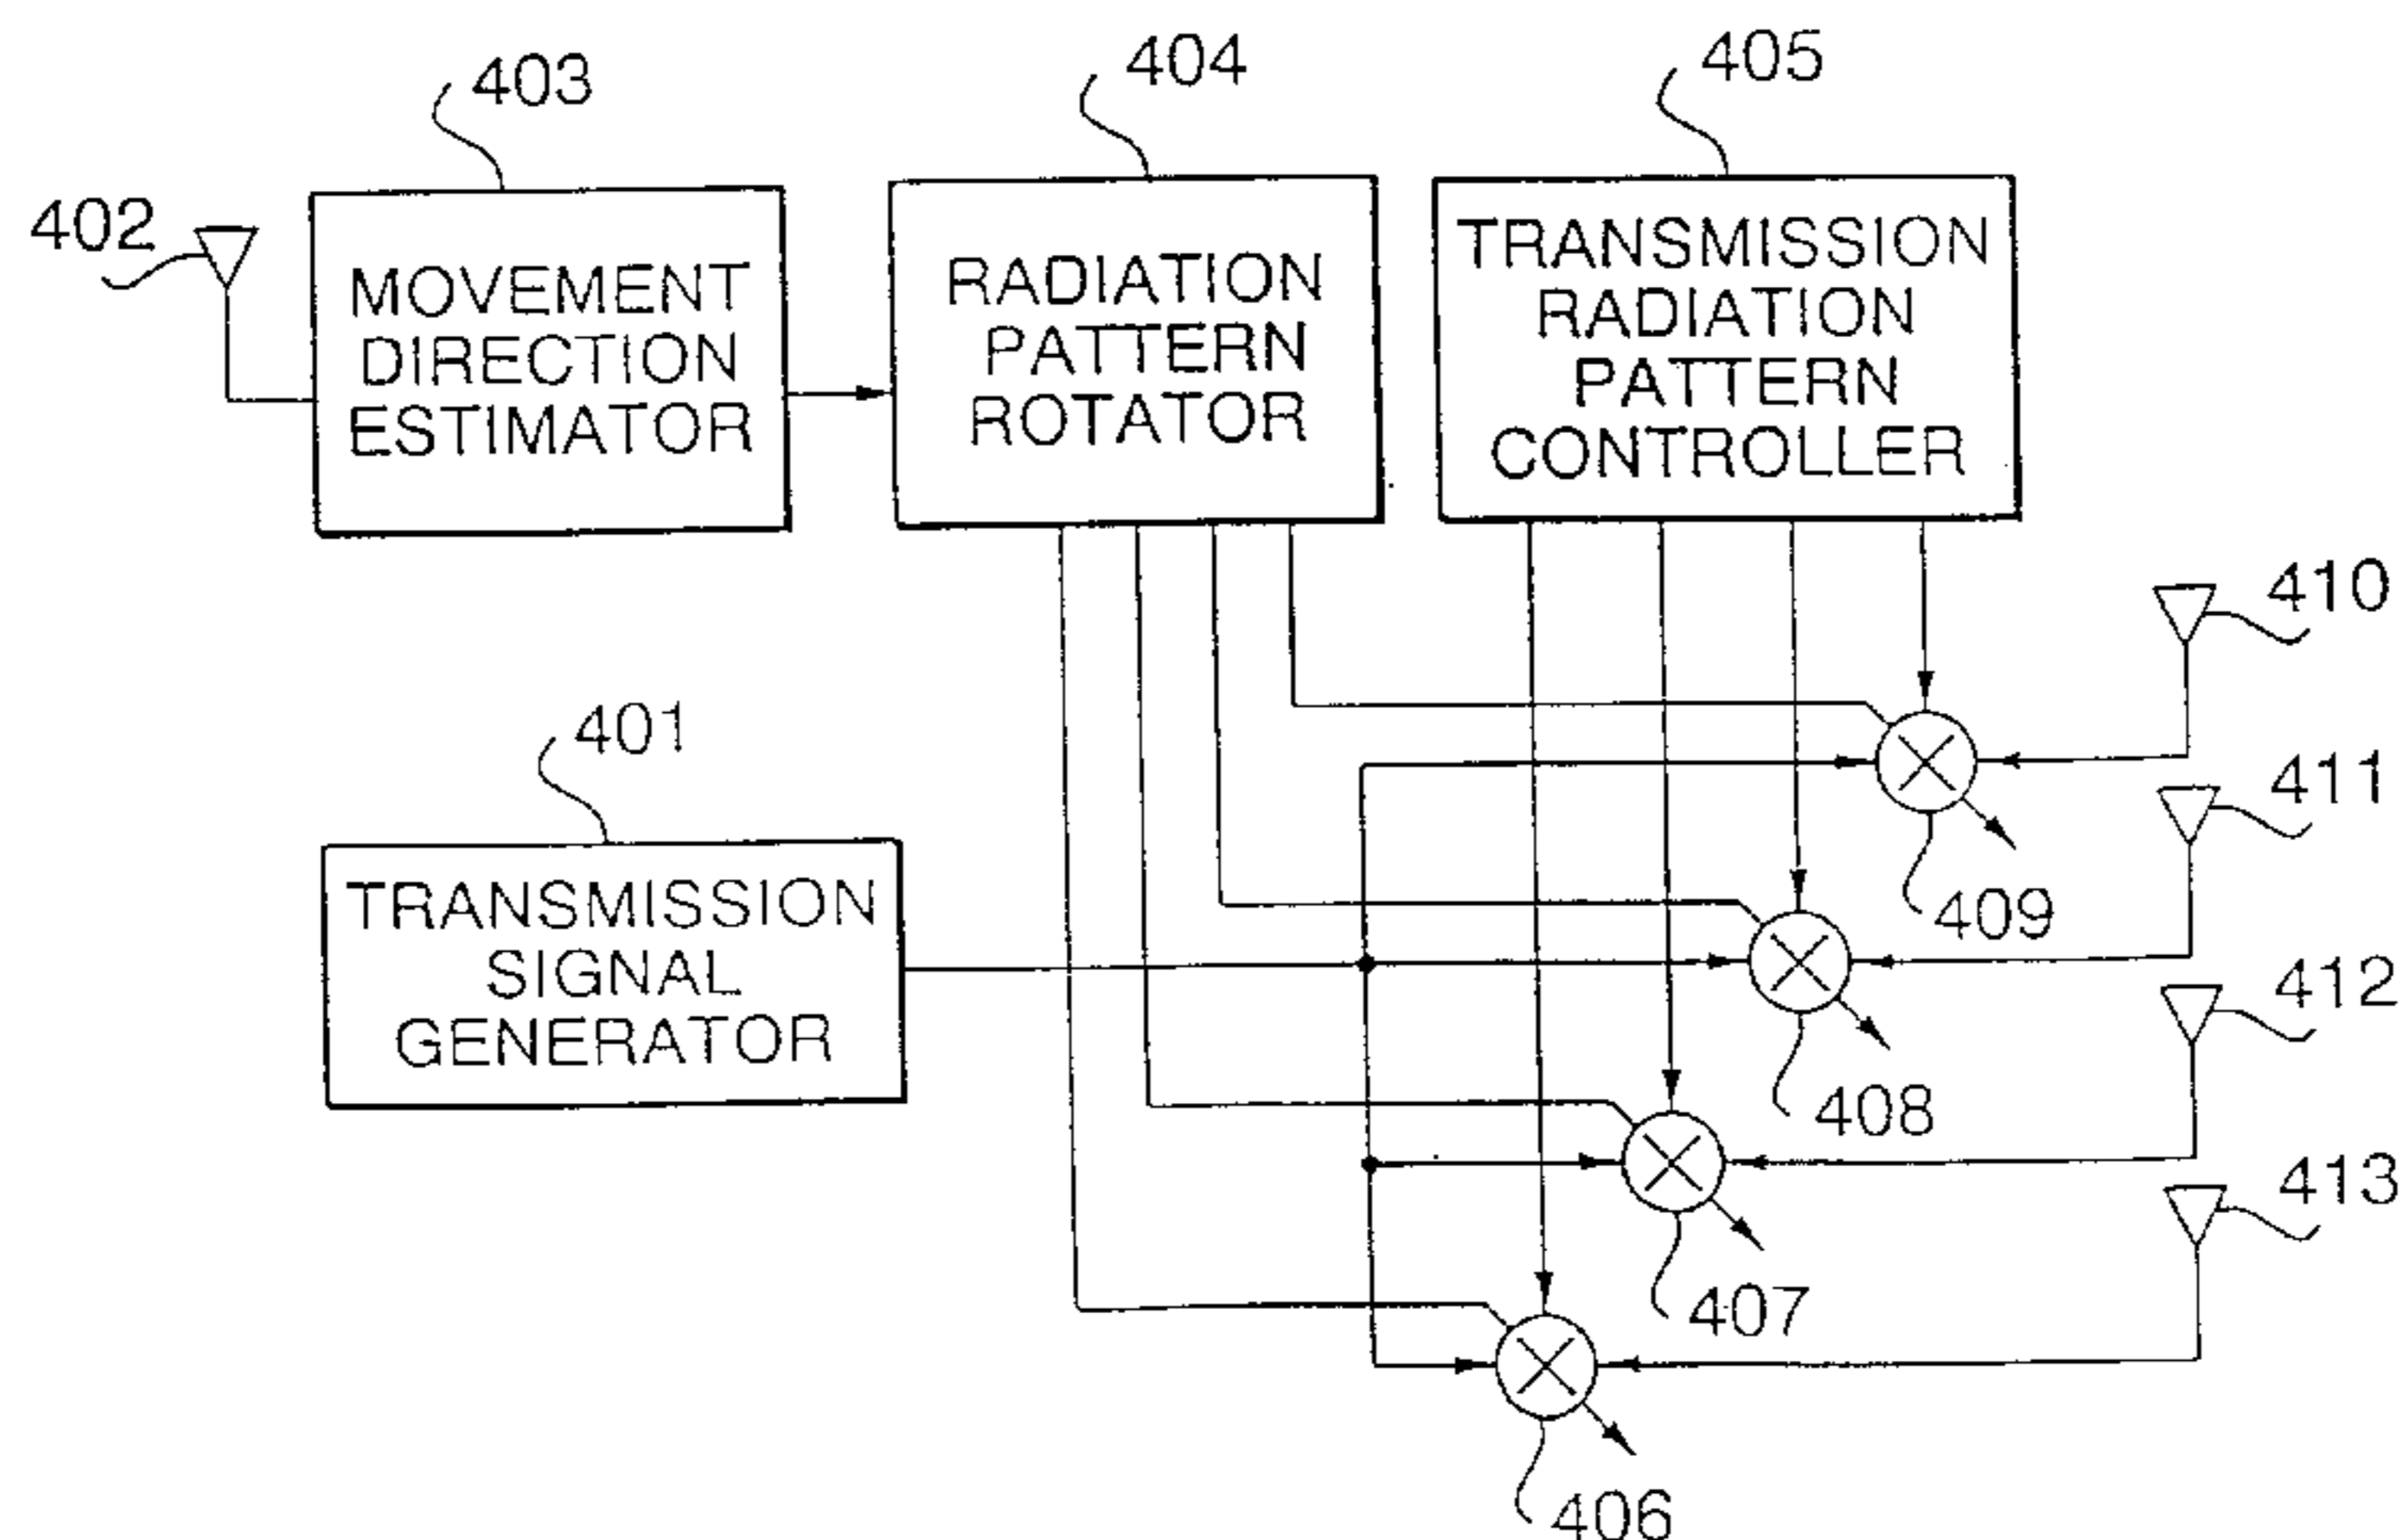 403
404
405
402
MOVEMENT
DIRECTION
ESTIMATOR
RADIATION
PATTERN
ROTATOR
TRANSMISSION
RADIATION
PATTERN
CONTROLLER
410
401
411
TRANSMISSION
SIGNAL
GENERATOR
409
412
408
413
407
406